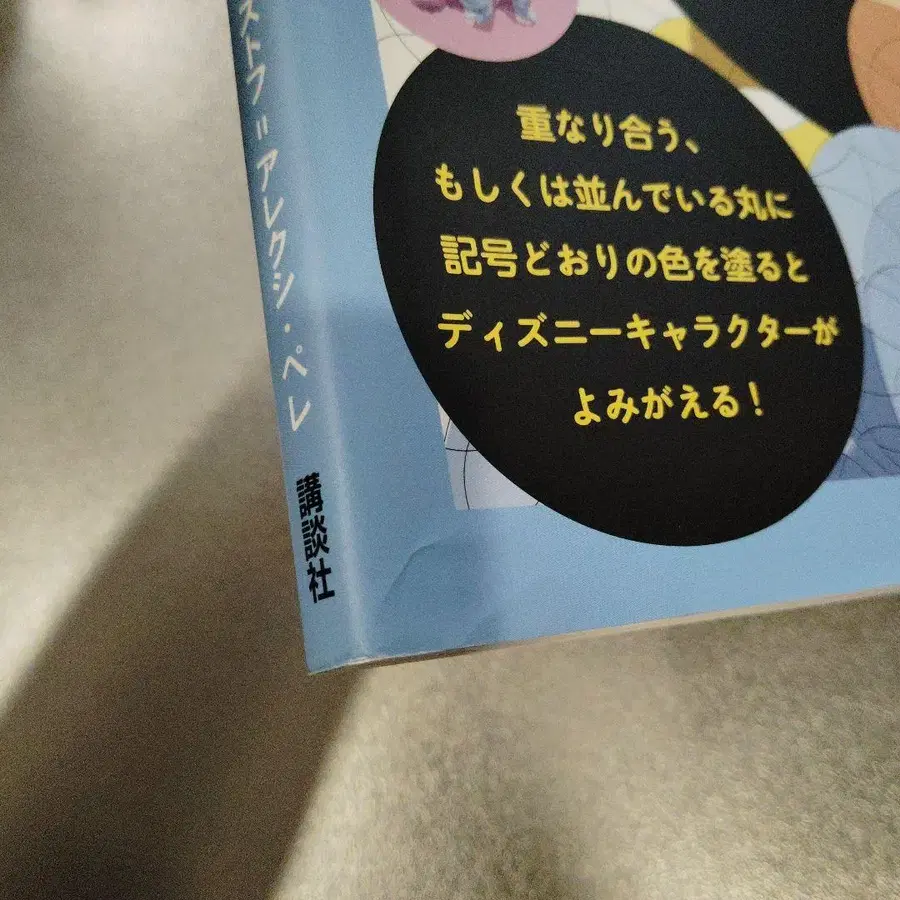 重なり合う、
もしくは並んでいる丸に
記号どおりの色を塗ると
ディズニーキャラクターが
よみがえる!
ストフ=アレクシ・ペレ
講談社